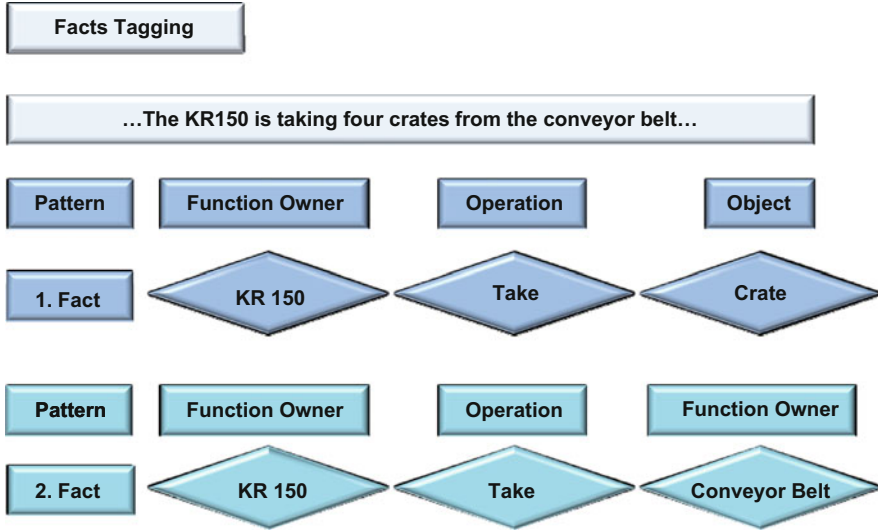 Facts Tagging
…The KR150 is taking four crates from the conveyor belt…
Pattern Function Owner Operation Object
1. Fact KR 150 Take Crate
Pattern Function Owner Operation Function Owner
2. Fact KR 150 Take Conveyor Belt